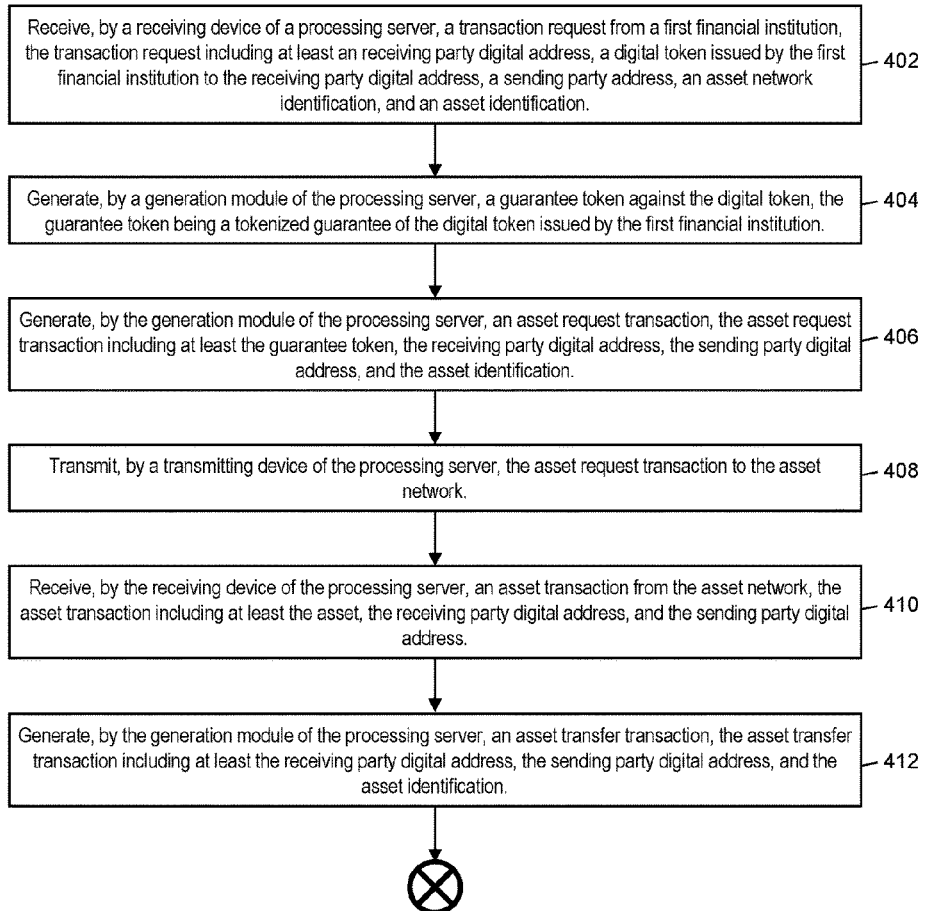 Receive, by a receiving device of a processing server, a transaction request from a first financial institution,
the transaction request including at least an receiving party digital address, a digital token issued by the first
financial institution to the receiving party digital address, a sending party address, an asset network
identification, and an asset identification.
402
Generate, by a generation module of the processing server, a guarantee token against the digital token, the
guarantee token being a tokenized guarantee of the digital token issued by the first financial institution.
404
Generate, by the generation module of the processing server, an asset request transaction, the asset request
transaction including at least the guarantee token, the receiving party digital address, the sending party digital
address, and the asset identification.
406
Transmit, by a transmitting device of the processing server, the asset request transaction to the asset
network.
408
Receive, by the receiving device of the processing server, an asset transaction from the asset network, the
asset transaction including at least the asset, the receiving party digital address, and the sending party digital
address.
410
Generate, by the generation module of the processing server, an asset transfer transaction, the asset transfer
transaction including at least the receiving party digital address, the sending party digital address, and the
asset identification.
412